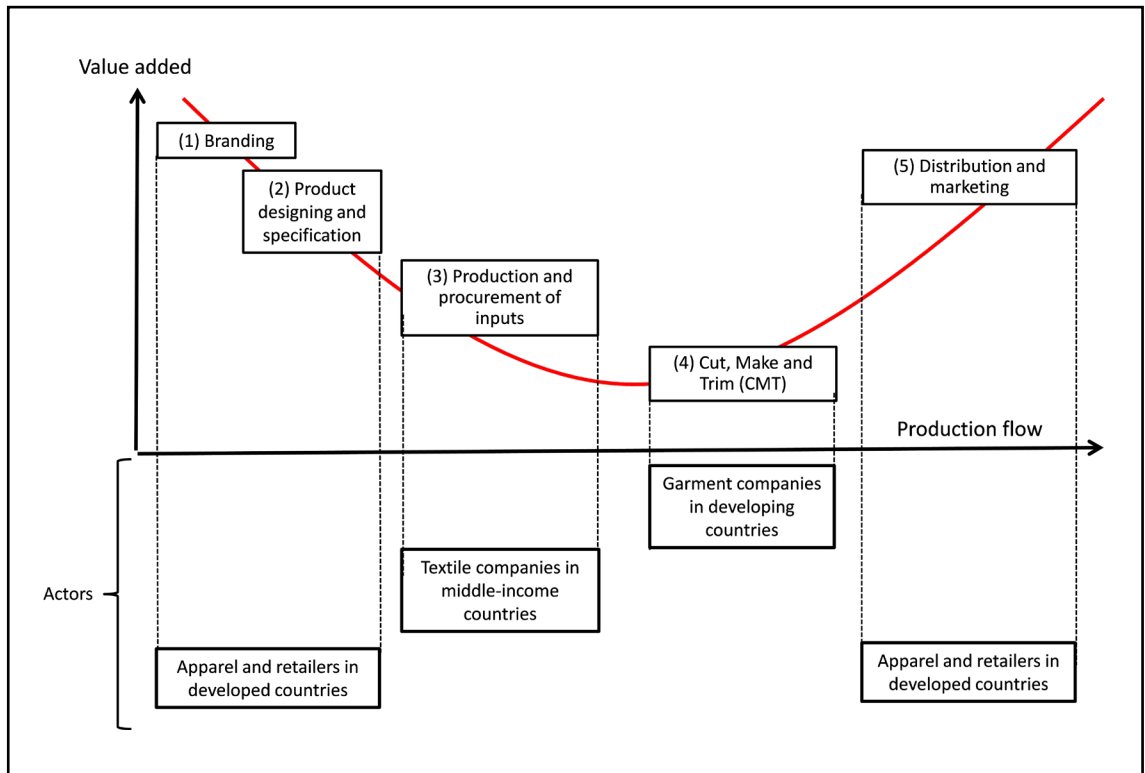 Value added
(1) Branding
(2) Product
designing and
specification
(3) Production and
procurement of
inputs
(4) Cut, Make and
Trim (CMT)
(5) Distribution and
marketing
Production flow
Actors
Apparel and retailers in
developed countries
Textile companies in
middle-income
countries
Garment companies
in developing
countries
Apparel and retailers in
developed countries